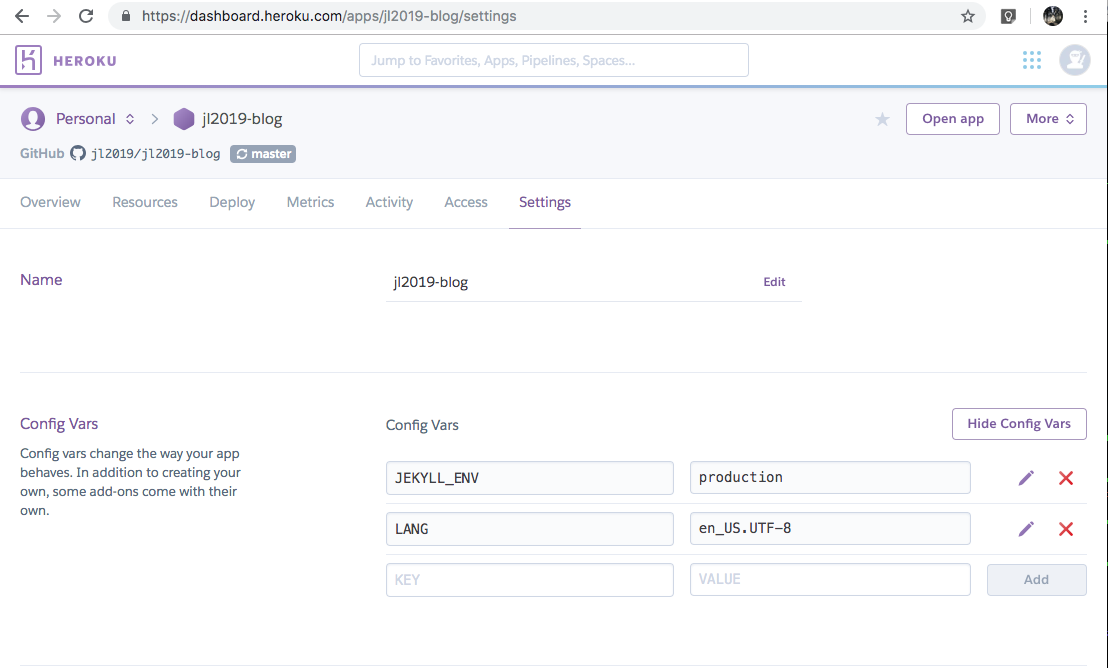 https://dashboard.heroku.com/apps/jl2019-blog/settings
HEROKU
Jump to Favorites, Apps, Pipelines, Spaces...
Personal jl2019-blog
Open app
More
GitHub jl2019/jl2019-blog master
Overview Resources Deploy Metrics Activity Access Settings
Name
jl2019-blog
Edit
Config Vars
Config vars change the way your app
behaves. In addition to creating your
own, some add-ons come with their
own.
Config Vars
Hide Config Vars
JEKYLL_ENV production
LANG en_US.UTF-8
KEY VALUE Add